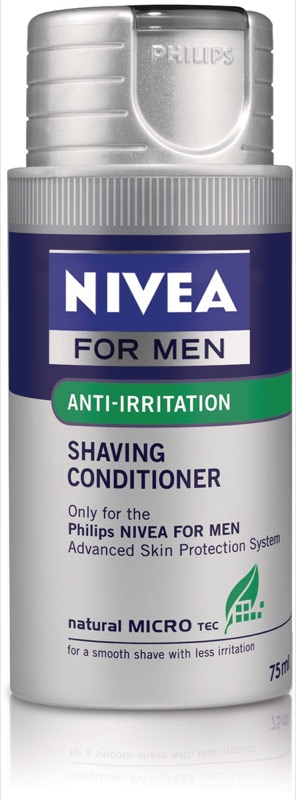 PHILIPS
NIVEA
FOR MEN
ANTI-IRRITATION
SHAVING
CONDITIONER
Only for the
Philips NIVEA FOR MEN
Advanced Skin Protection System
natural MICRO TEC
for a smooth shave with less irritation
75ml